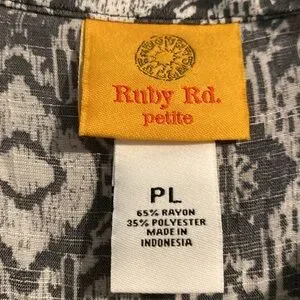 Ruby Rd.
petite
PL
65% RAYON
35% POLYESTER
MADE IN
INDONESIA